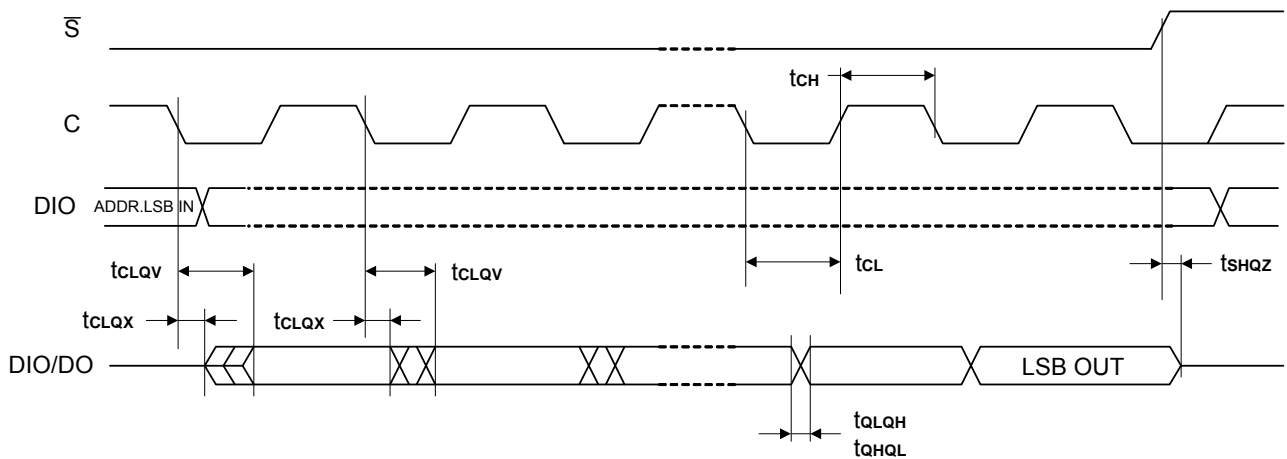 S̅
tCH
C
DIO ADDR.LSB IN
tCLQV tCLQV tCL tSHQZ
tCLQX tCLQX
DIO/DO LSB OUT
tQLQH
tQHQL